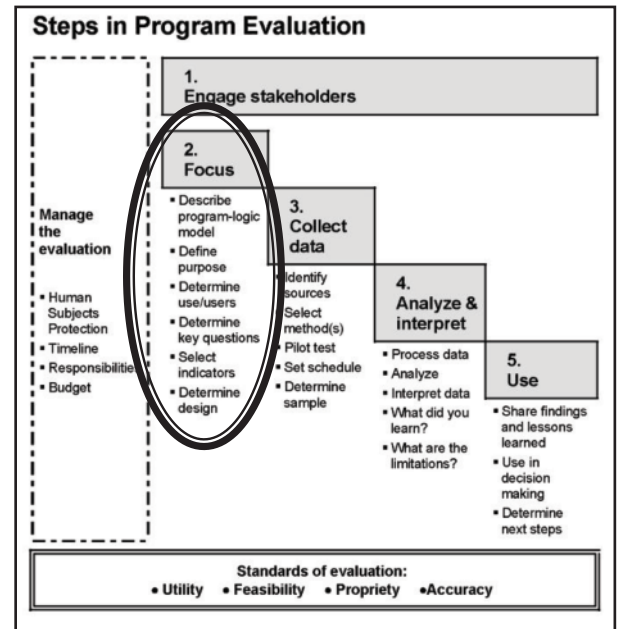 Steps in Program Evaluation
1.
Engage stakeholders
2.
Focus
▪ Describe
program-logic
model
▪ Define
purpose
▪ Determine
use/users
▪ Determine
key questions
▪ Select
indicators
▪ Determine
design
Manage
the
evaluation
▪ Human
Subjects
Protection
▪ Timeline
▪ Responsibilities
▪ Budget
3.
Collect
data
▪ Identify
sources
▪ Select
method(s)
▪ Pilot test
▪ Set schedule
▪ Determine
sample
4.
Analyze &
interpret
▪ Process data
▪ Analyze
▪ Interpret data
▪ What did you
learn?
▪ What are the
limitations?
5.
Use
▪ Share findings
and lessons
learned
▪ Use in
decision
making
▪ Determine
next steps
Standards of evaluation:
● Utility ● Feasibility ● Propriety ●Accuracy